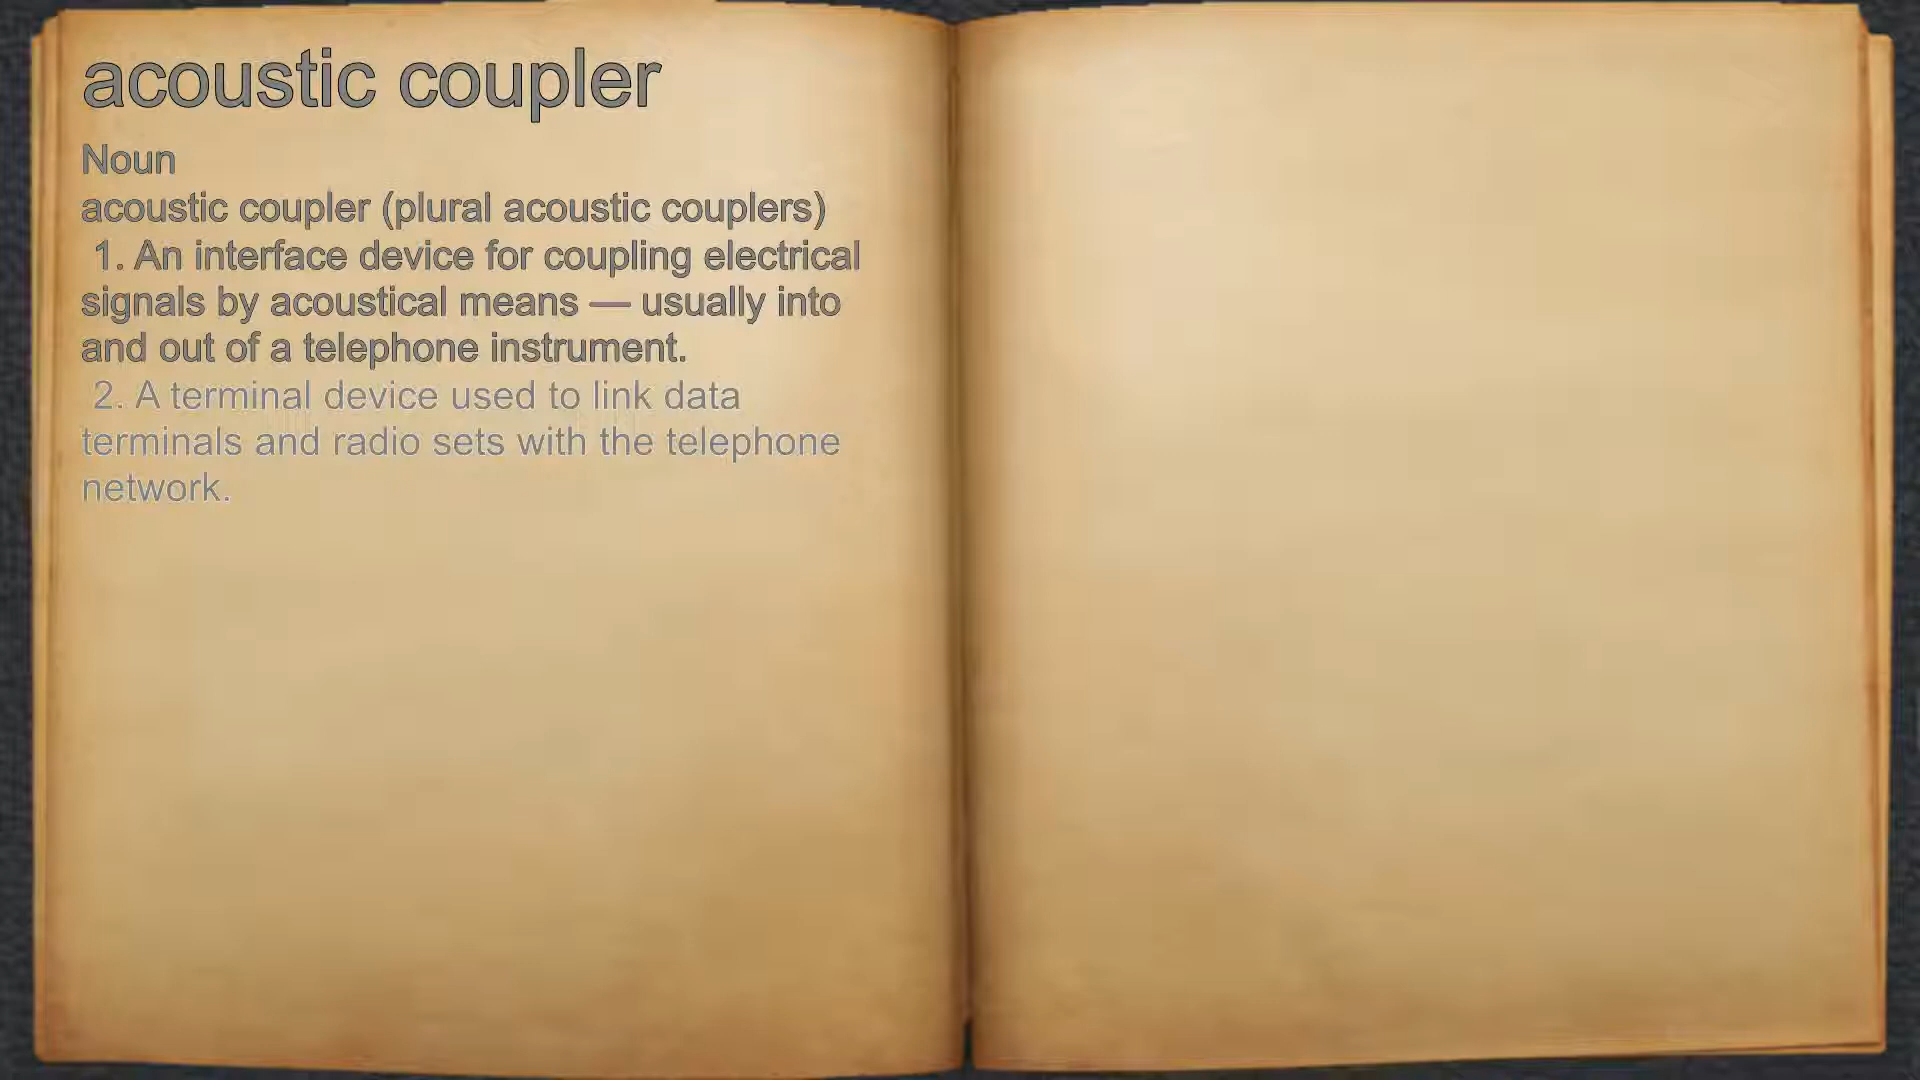 acoustic coupler
Noun
acoustic coupler (plural acoustic couplers)
1. An interface device for coupling electrical
signals by acoustical means — usually into
and out of a telephone instrument.
2. A terminal device used to link data
terminals and radio sets with the telephone
network.